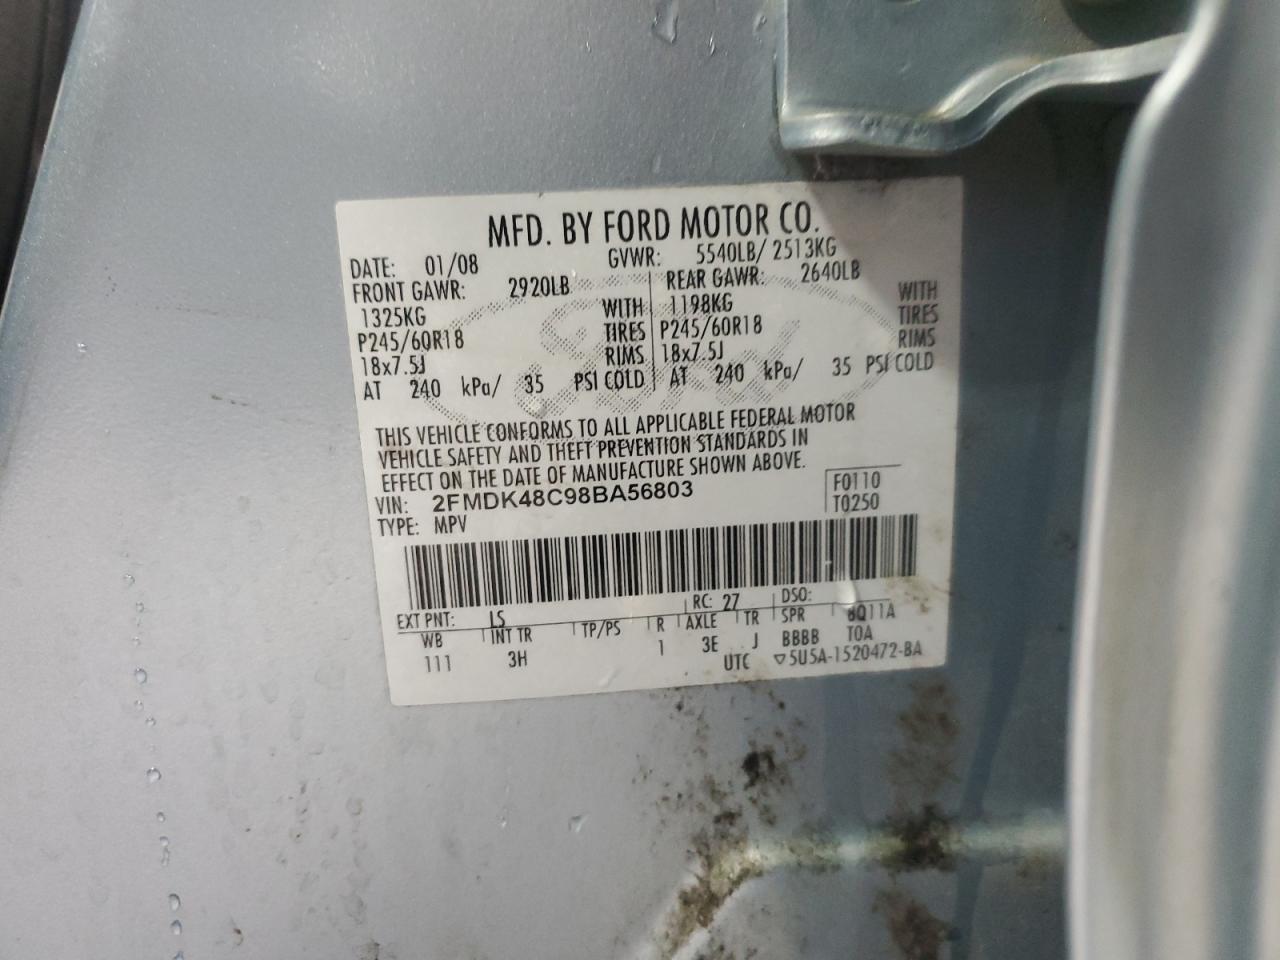 MFD. BY FORD MOTOR CO.
DATE: 01/08 GVWR: 5540LB/ 2513KG
FRONT GAWR: 2920LB REAR GAWR: 2640LB
1325KG WITH 1198KG WITH
P245/60R18 TIRES P245/60R18 TIRES
18x7.5J RIMS 18x7.5J RIMS
AT 240 kPa/ 35 PSI COLD AT 240 kPa/ 35 PSI COLD
Ford
THIS VEHICLE CONFORMS TO ALL APPLICABLE FEDERAL MOTOR
VEHICLE SAFETY AND THEFT PREVENTION STANDARDS IN
EFFECT ON THE DATE OF MANUFACTURE SHOWN ABOVE.
VIN: 2FMDK48C98BA56803 F0110
TYPE: MPV T0250
EXT PNT: LS RC: 27 DSO:
WB INT TR TP/PS R AXLE TR SPR 8Q11A
111 3H 1 3E J BBBB T0A
UTC ▽5U5A-1520472-BA